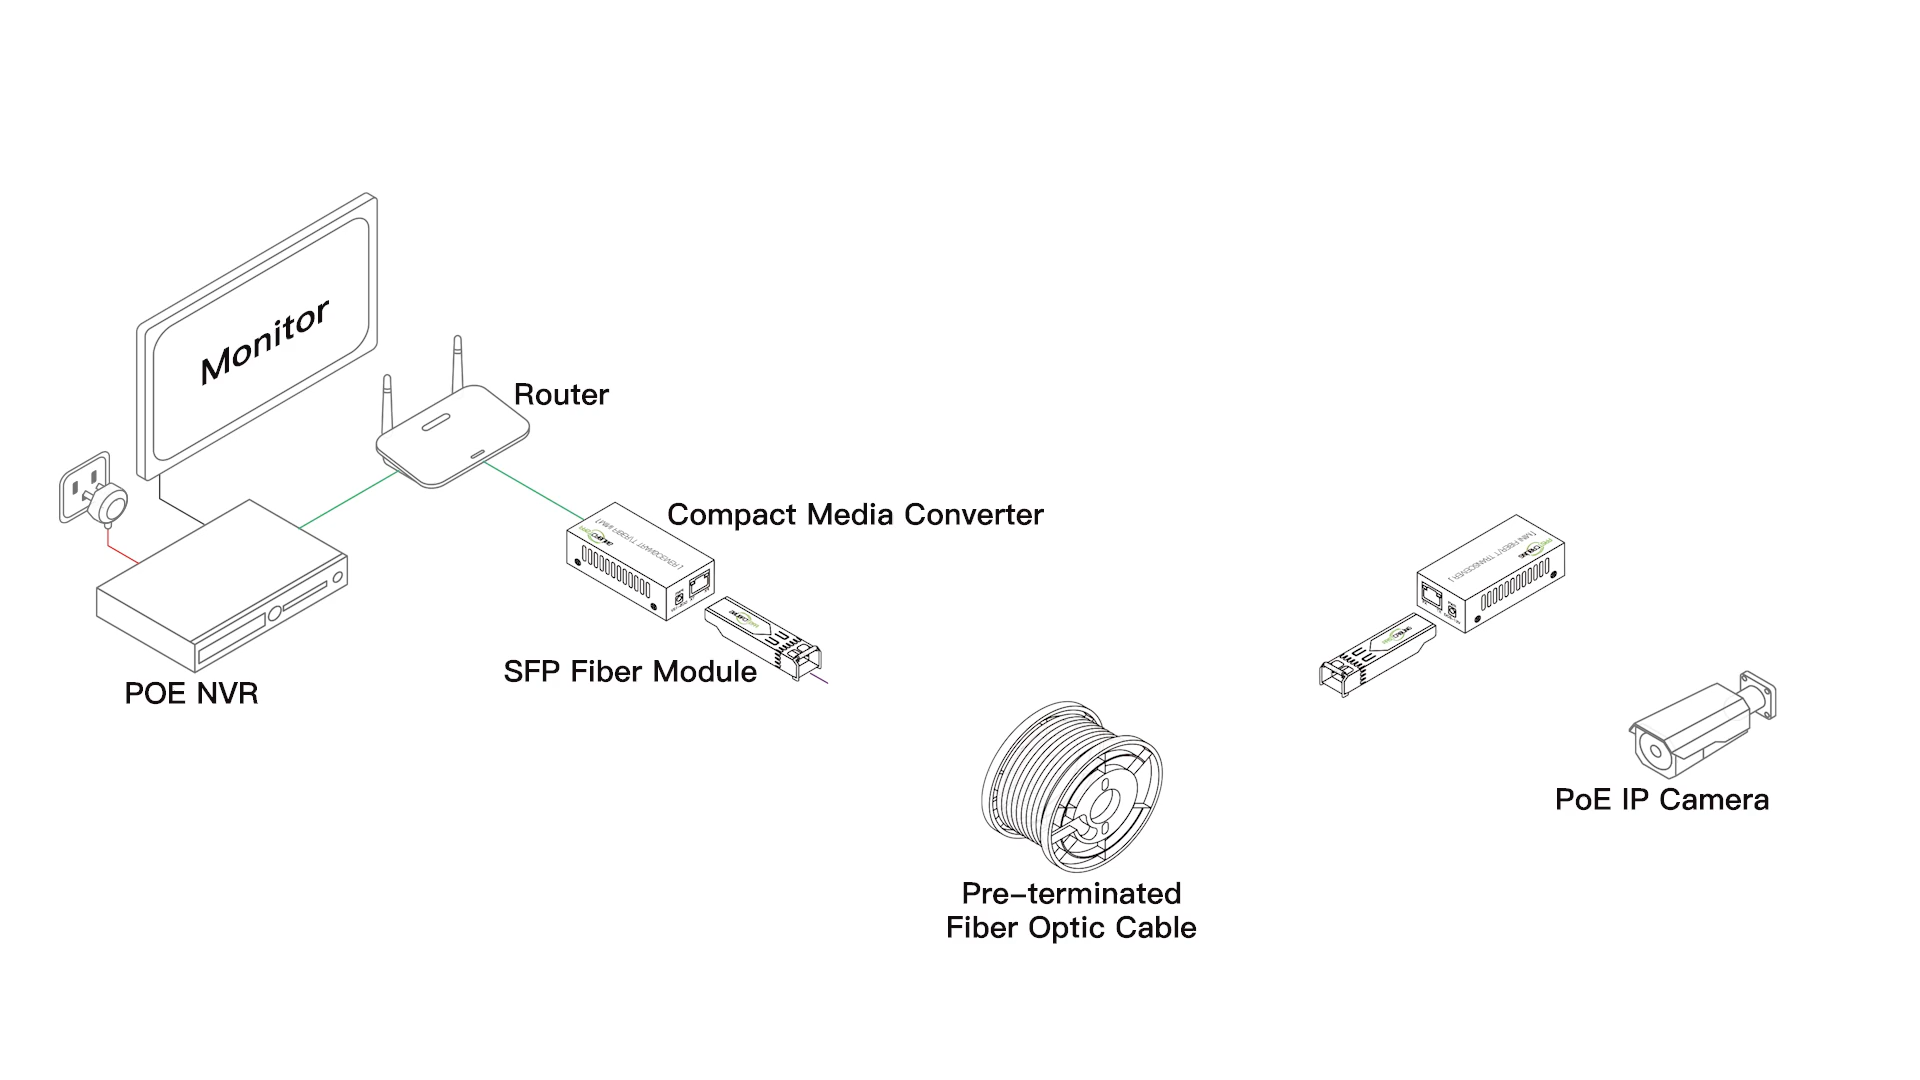 Monitor
Router
Compact Media Converter
SFP Fiber Module
POE NVR
PoE IP Camera
Pre-terminated
Fiber Optic Cable